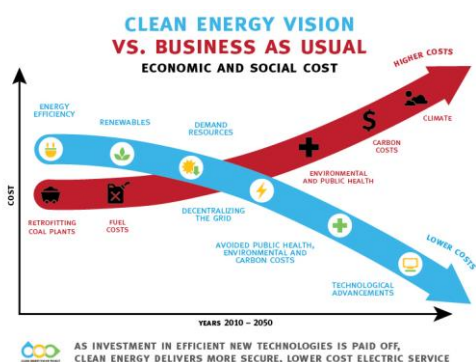 CLEAN ENERGY VISION
VS. BUSINESS AS USUAL
ECONOMIC AND SOCIAL COST
HIGHER COSTS
ENERGY
EFFICIENCY
RENEWABLES
DEMAND
RESOURCES
CLIMATE
$
CARBON
COSTS
ENVIRONMENTAL
AND PUBLIC HEALTH
COST
RETROFITTING
COAL PLANTS
FUEL
COSTS
DECENTRALIZING
THE GRID
AVOIDED PUBLIC HEALTH,
ENVIRONMENTAL AND
CARBON COSTS
LOWER COSTS
TECHNOLOGICAL
ADVANCEMENTS
YEARS 2010 – 2050
AS INVESTMENT IN EFFICIENT NEW TECHNOLOGIES IS PAID OFF,
CLEAN ENERGY DELIVERS MORE SECURE, LOWER COST ELECTRIC SERVICE